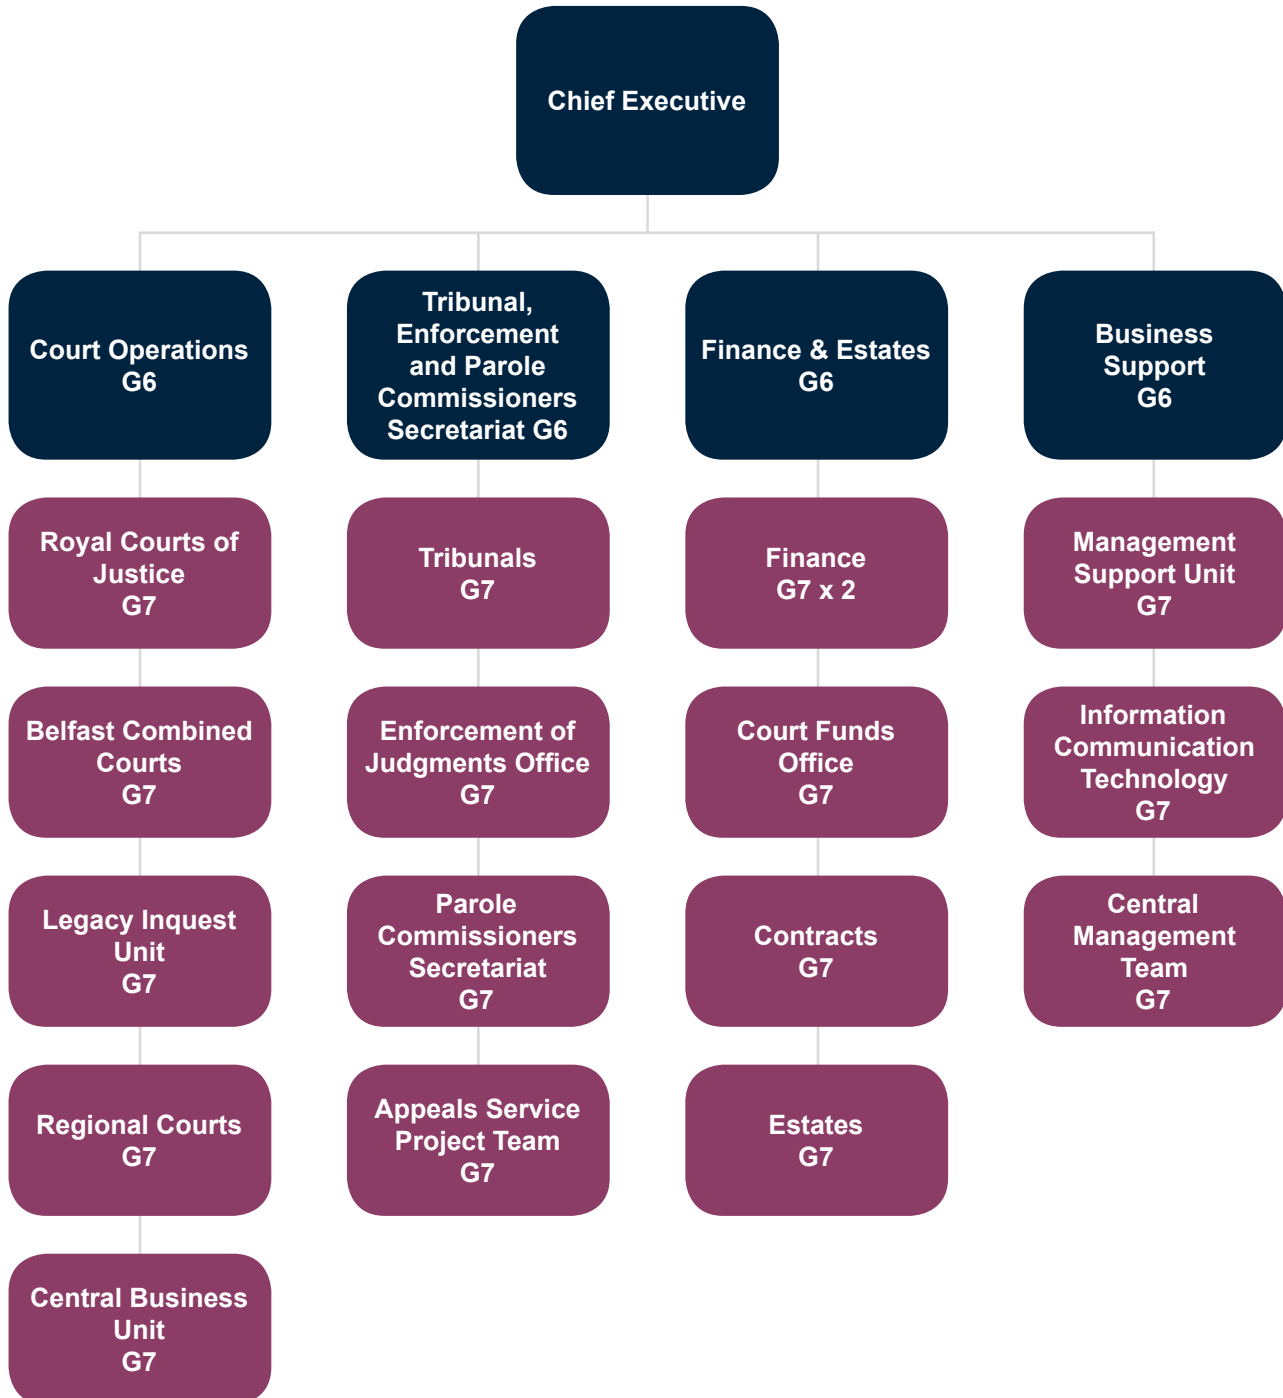 Chief Executive
Court Operations
G6
Tribunal,
Enforcement
and Parole
Commissioners
Secretariat G6
Finance & Estates
G6
Business
Support
G6
Royal Courts of
Justice
G7
Tribunals
G7
Finance
G7 x 2
Management
Support Unit
G7
Belfast Combined
Courts
G7
Enforcement of
Judgments Office
G7
Court Funds
Office
G7
Information
Communication
Technology
G7
Legacy Inquest
Unit
G7
Parole
Commissioners
Secretariat
G7
Contracts
G7
Central
Management
Team
G7
Regional Courts
G7
Appeals Service
Project Team
G7
Estates
G7
Central Business
Unit
G7